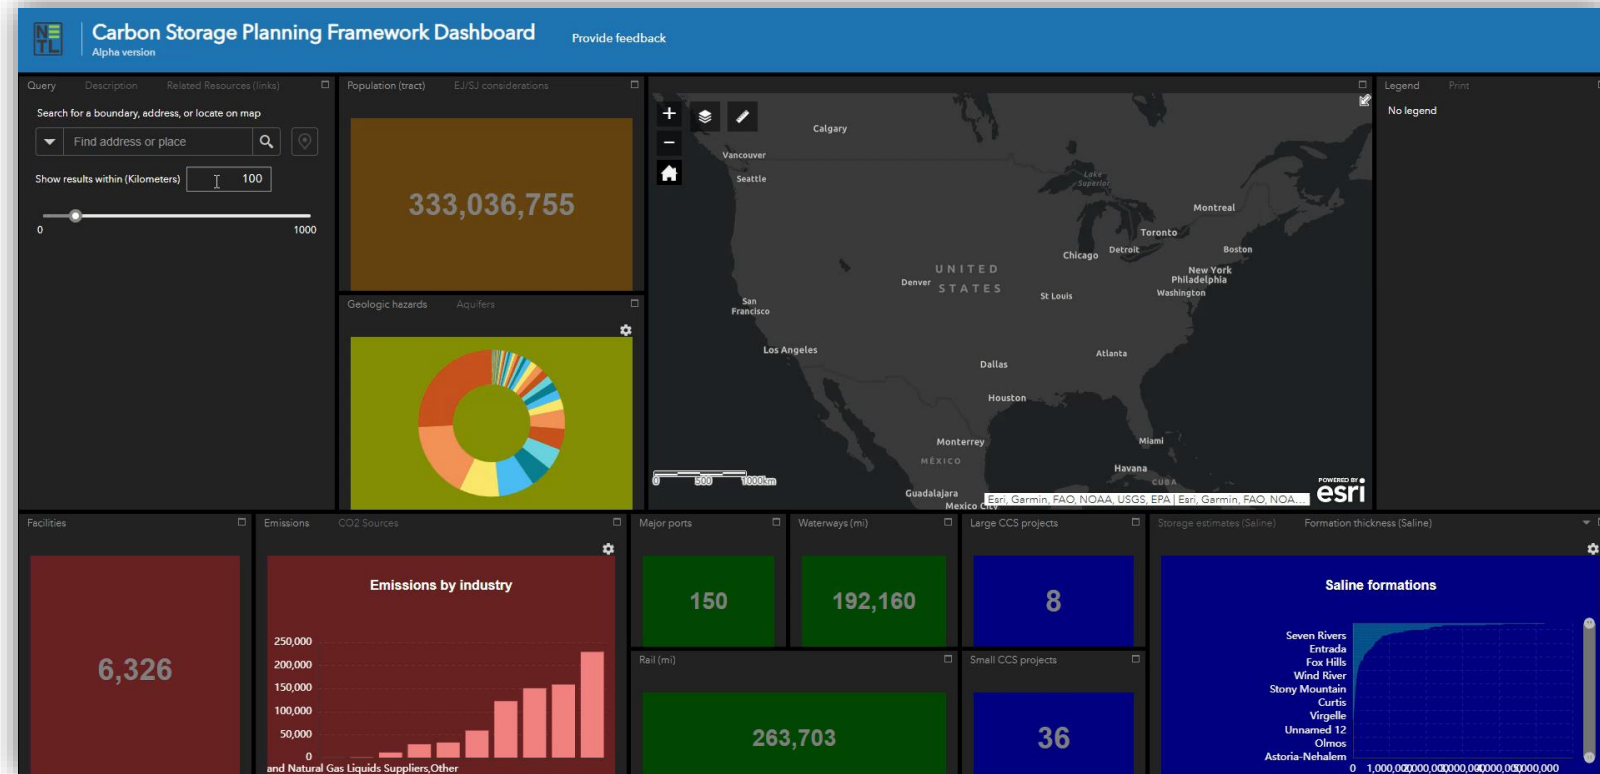 NETL
Carbon Storage Planning Framework Dashboard
Alpha version
Provide feedback
Query Description Related Resources (links)
Search for a boundary, address, or locate on map
Find address or place
Show results within (Kilometers) 100
0 1000
Population (tract) EJ/SJ considerations
333,036,755
Geologic hazards Aquifers
Calgary
Vancouver
Seattle
Lake
Superior
Montreal
Toronto
Chicago Detroit Boston
UNITED
STATES
Denver
New York
Philadelphia
Washington
St Louis
San
Francisco
Los Angeles
Atlanta
Dallas
Houston
Monterrey
MÉXICO
Miami
Havana
CUBA
Guadalajara
Mexico City
0 500 1000km
Esri, Garmin, FAO, NOAA, USGS, EPA | Esri, Garmin, FAO, NOA...
POWERED BY
esri
Legend Print
No legend
Facilities
6,326
Emissions CO2 Sources
Emissions by industry
250,000
200,000
150,000
100,000
50,000
0
and Natural Gas Liquids Suppliers,Other
Major ports
150
Waterways (mi)
192,160
Large CCS projects
8
Rail (mi)
263,703
Small CCS projects
36
Storage estimates (Saline) Formation thickness (Saline)
Saline formations
Seven Rivers
Entrada
Fox Hills
Wind River
Stony Mountain
Curtis
Virgelle
Unnamed 12
Olmos
Astoria-Nehalem
0